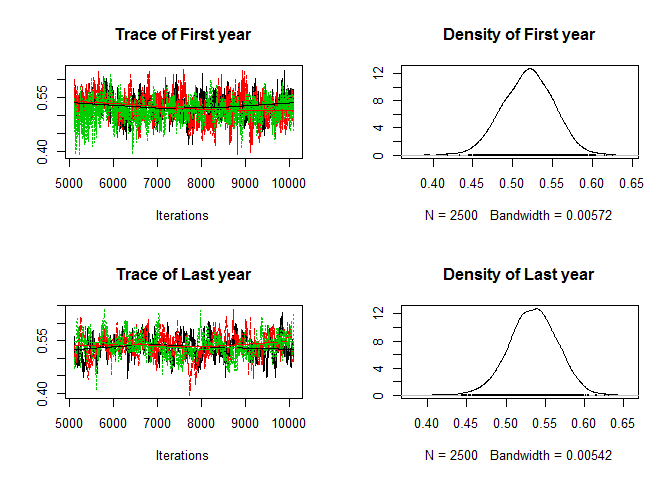 Trace of First year
0.40 0.55
5000 6000 7000 8000 9000 10000
Iterations
Density of First year
0 4 8 12
0.40 0.45 0.50 0.55 0.60 0.65
N = 2500 Bandwidth = 0.00572
Trace of Last year
0.40 0.55
5000 6000 7000 8000 9000 10000
Iterations
Density of Last year
0 4 8 12
0.40 0.45 0.50 0.55 0.60 0.65
N = 2500 Bandwidth = 0.00542